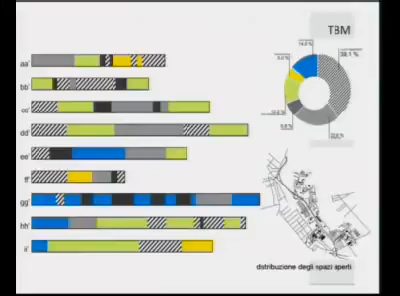 TBM
38,1 %
aa'
bb'
cc'
dd'
ee'
ff'
gg'
hh'
ii'
distribuzione degli spazi aperti